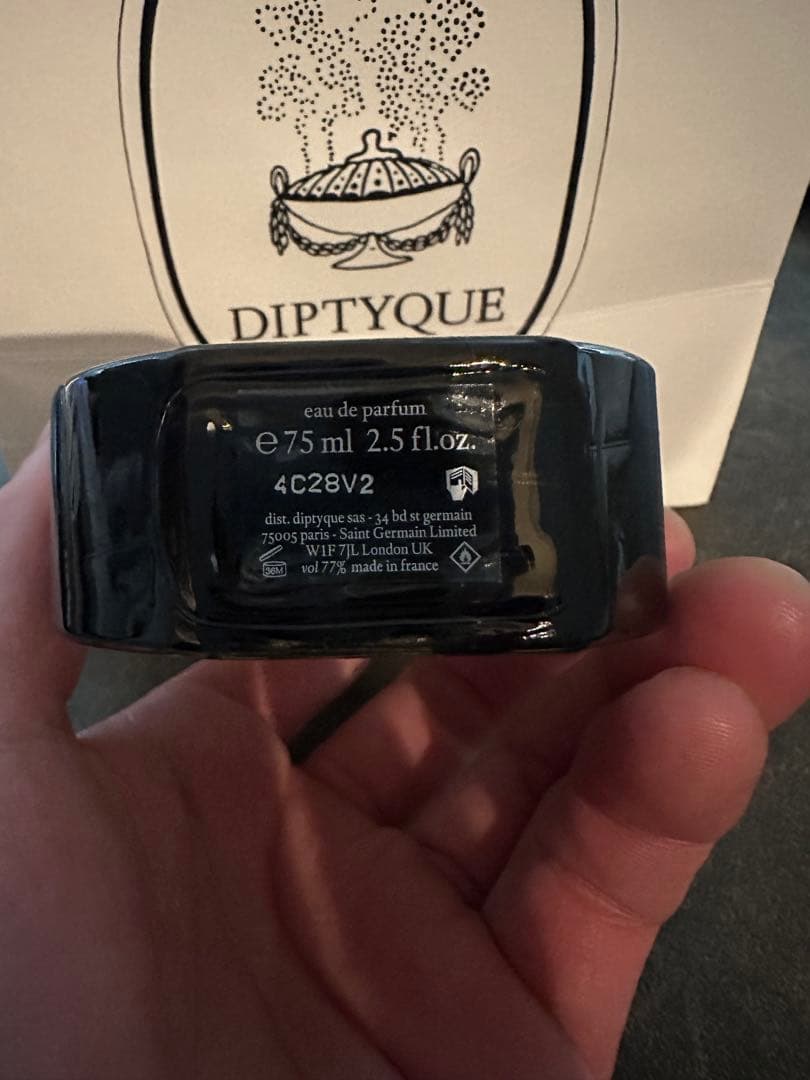 DIPTYQUE
eau de parfum
℮ 75 ml 2.5 fl.oz.
4C28V2
dist. diptyque sas - 34 bd st germain
75005 paris - Saint Germain Limited
W1F 7JL London UK
36M vol 77% made in france